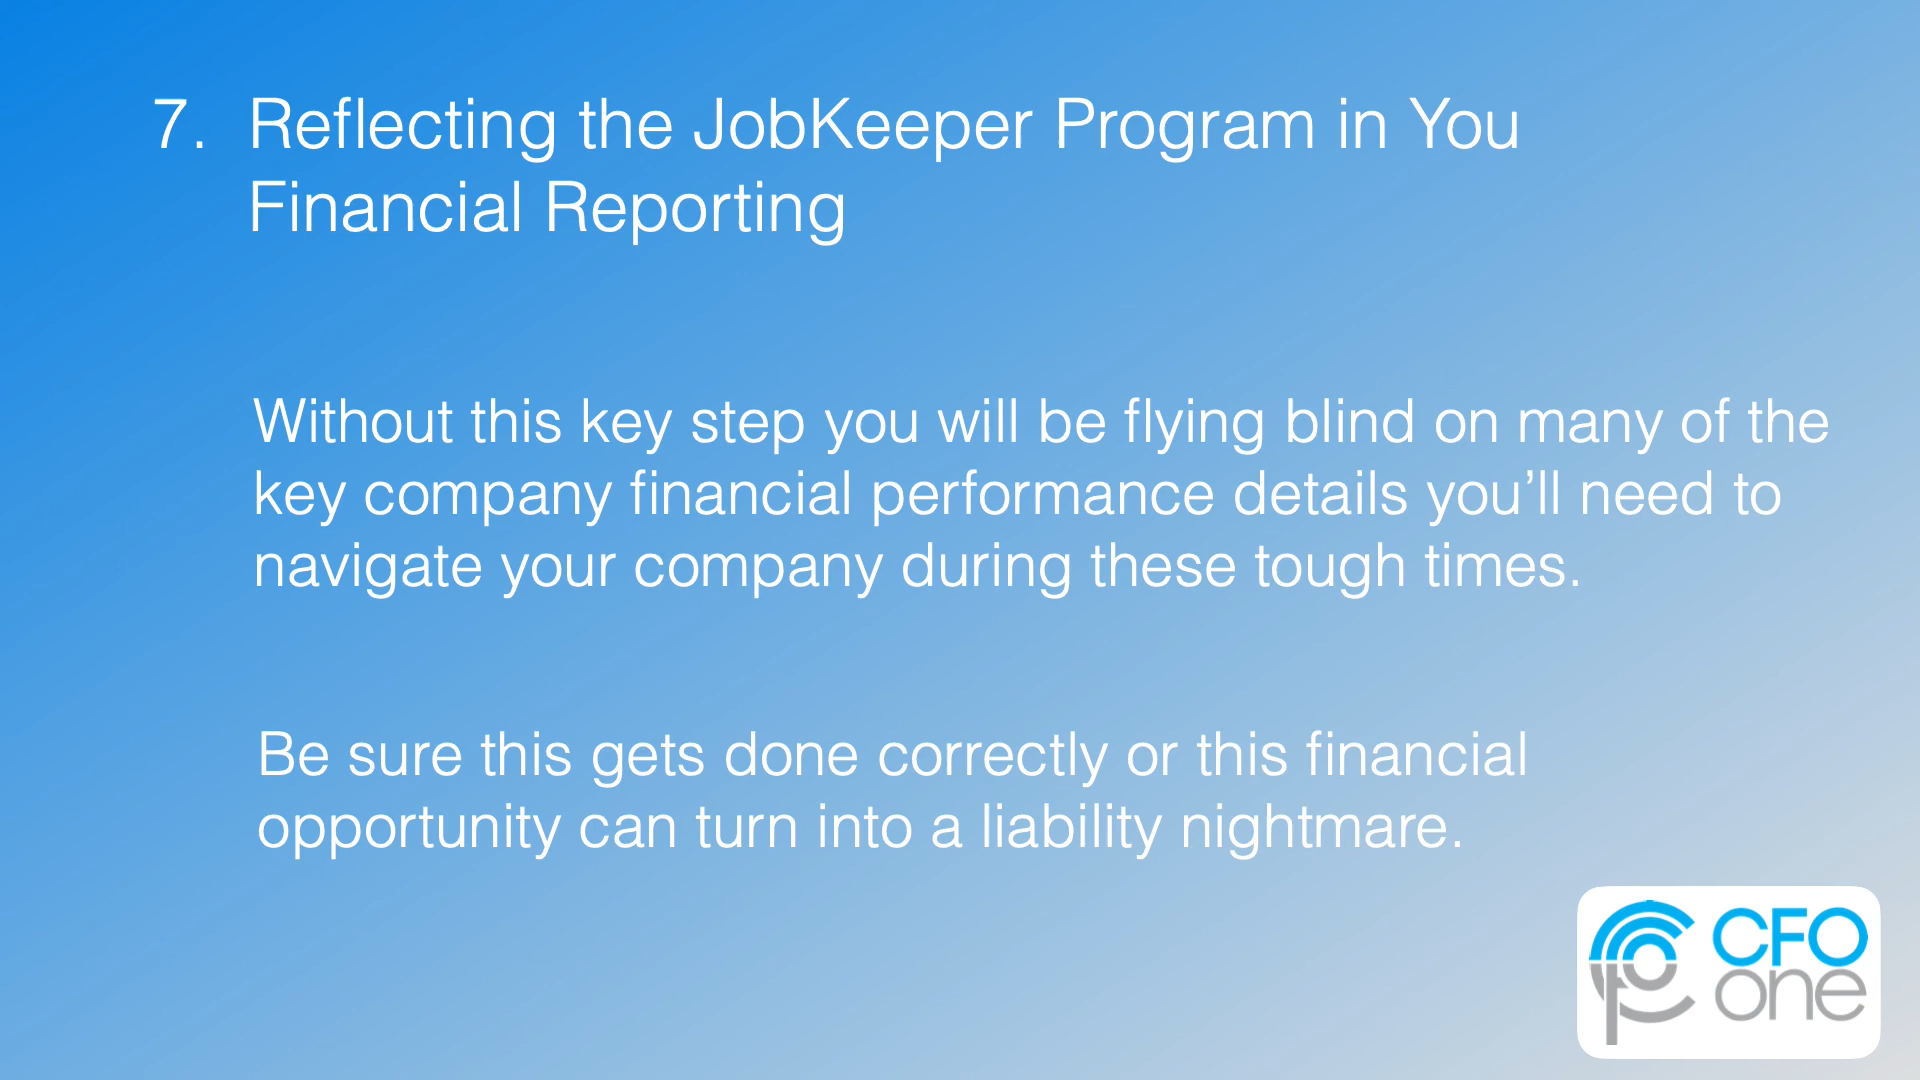 7. Reflecting the JobKeeper Program in You
Financial Reporting
Without this key step you will be flying blind on many of the
key company financial performance details you’ll need to
navigate your company during these tough times.
Be sure this gets done correctly or this financial
opportunity can turn into a liability nightmare.
CFO
one